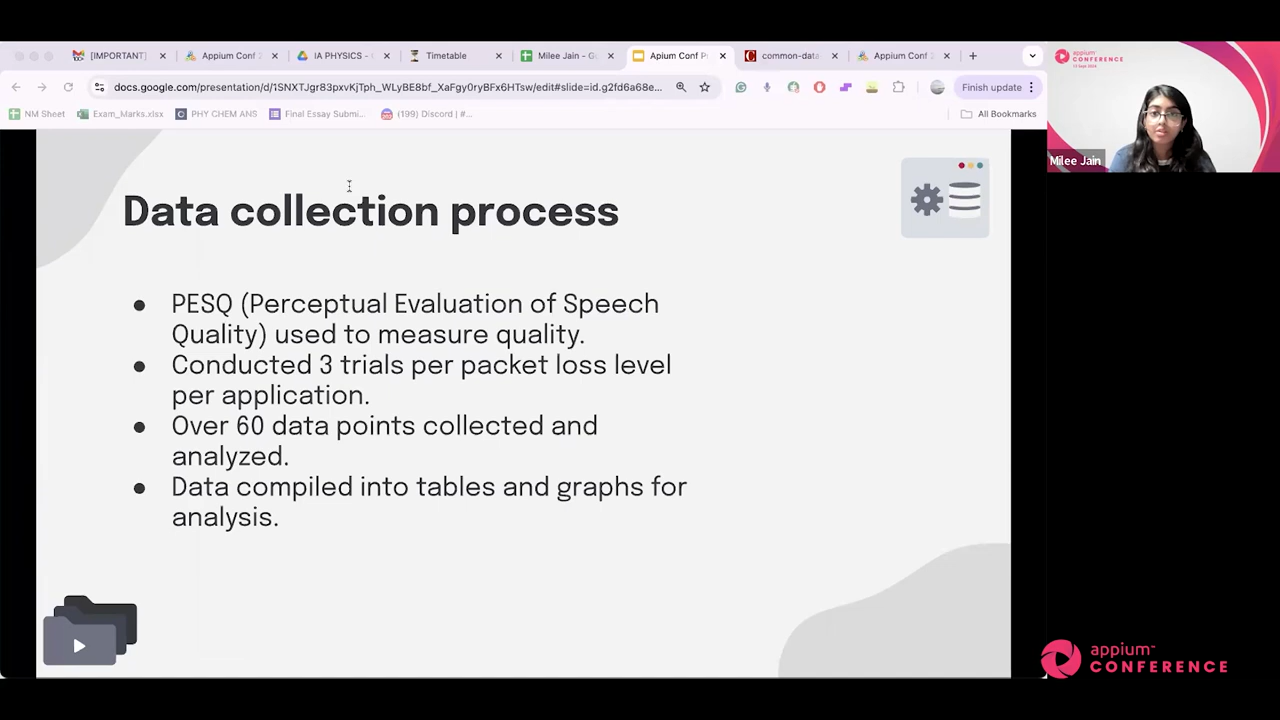 [IMPORTANT]
Appium Conf 2
IA PHYSICS -
Timetable
Milee Jain - G
Apium Conf P
common-data
Appium Conf 2
docs.google.com/presentation/d/1SNXTJgr83pxvKjTph_WLyBE8bf_XaFgy0ryBFx6HTsw/edit#slide=id.g2fd6a68e...
Finish update
NM Sheet
Exam_Marks.xlsx
PHY CHEM ANS
Final Essay Submi...
(199) Discord | #...
All Bookmarks
appium
CONFERENCE
Milee Jain
Data collection process
● PESQ (Perceptual Evaluation of Speech
Quality) used to measure quality.
● Conducted 3 trials per packet loss level
per application.
● Over 60 data points collected and
analyzed.
● Data compiled into tables and graphs for
analysis.
appium™
CONFERENCE